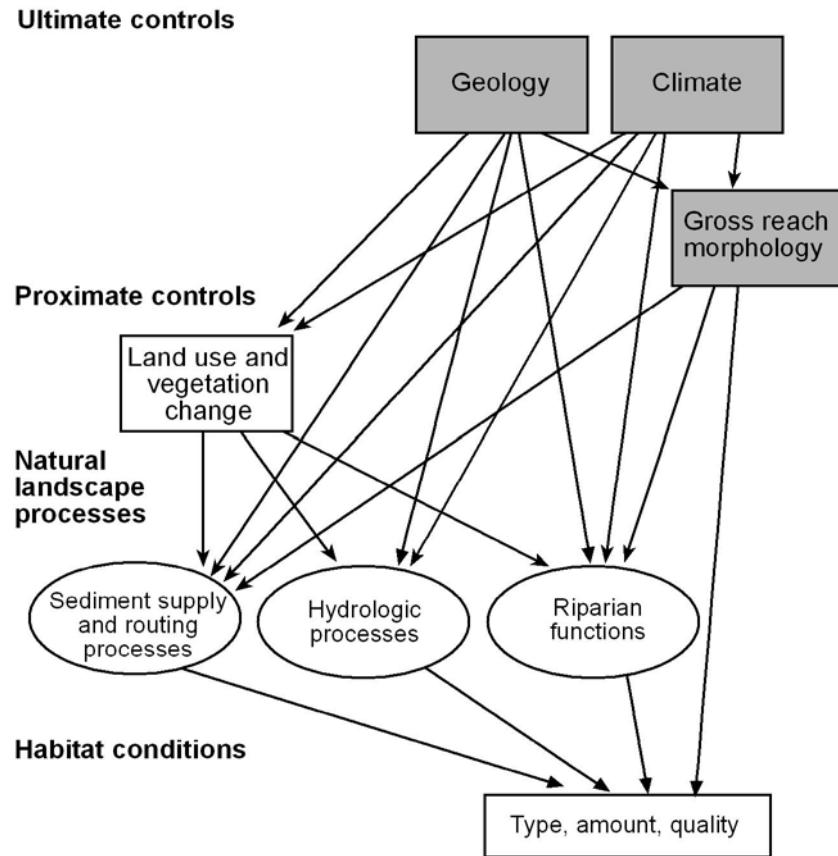 Ultimate controls
Geology
Climate
Gross reach
morphology
Proximate controls
Land use and
vegetation
change
Natural
landscape
processes
Sediment supply
and routing
processes
Hydrologic
processes
Riparian
functions
Habitat conditions
Type, amount, quality